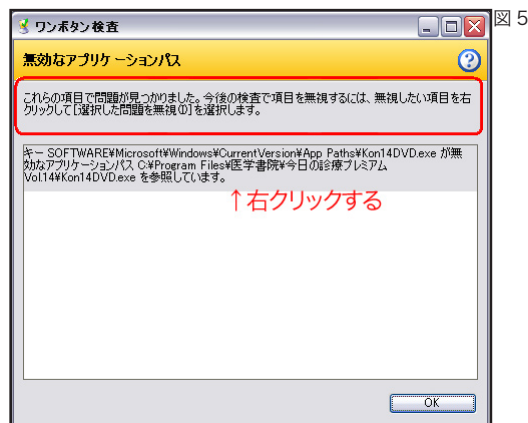 図5
ワンボタン検査
無効なアプリケーションパス
これらの項目で問題が見つかりました。今後の検査で項目を無視するには、無視したい項目を右
クリックして[選択した問題を無視(I)]を選択します。
キー SOFTWARE¥Microsoft¥Windows¥CurrentVersion¥App Paths¥Kon14DVD.exe が無
効なアプリケーションパス C:¥Program Files¥医学書院¥今日の診療プレミアム
Vol.14¥Kon14DVD.exe を参照しています。
↑右クリックする
OK